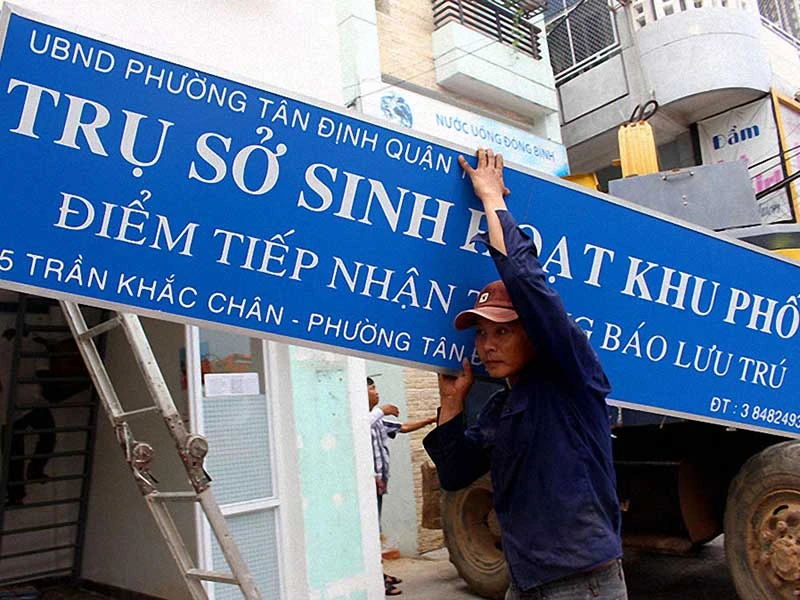 UBND PHƯỜNG TÂN ĐỊNH QUẬN
TRỤ SỞ SINH HOẠT KHU PHỐ
ĐIỂM TIẾP NHẬN BÁO LƯU TRÚ
5 TRẦN KHẮC CHÂN - PHƯỜNG TÂN
ĐT : 3 8482493
NƯỚC UỐNG ĐÓNG BÌNH
Đầm